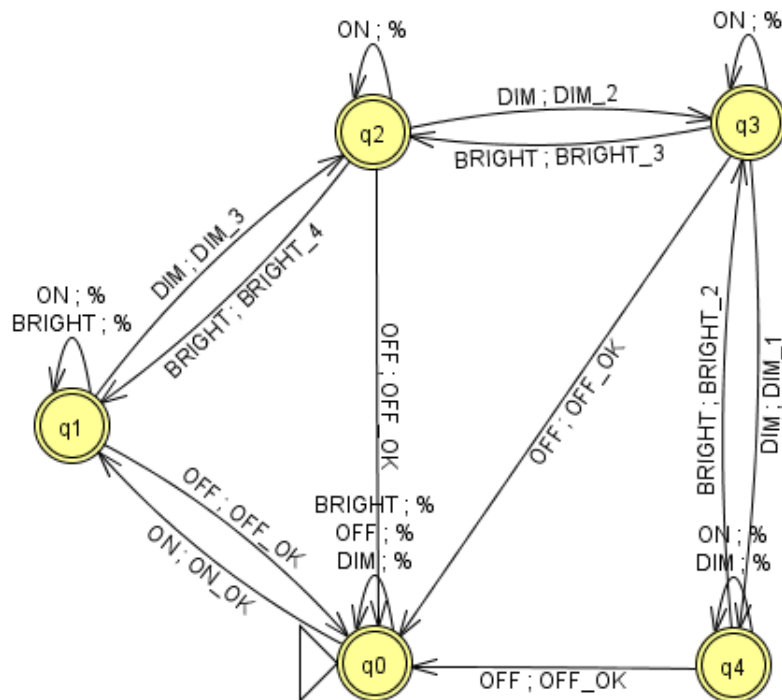 ON ; %
ON ; %
q2
DIM ; DIM_2
q3
BRIGHT ; BRIGHT_3
DIM ; DIM_3
BRIGHT ; BRIGHT_4
ON ; %
BRIGHT ; %
q1
OFF ; OFF_OK
OFF ; OFF_OK
BRIGHT ; BRIGHT_2
DIM ; DIM_1
OFF ; OFF_OK
ON ; ON_OK
BRIGHT ; %
OFF ; %
DIM ; %
ON ; %
DIM ; %
q0
OFF ; OFF_OK
q4